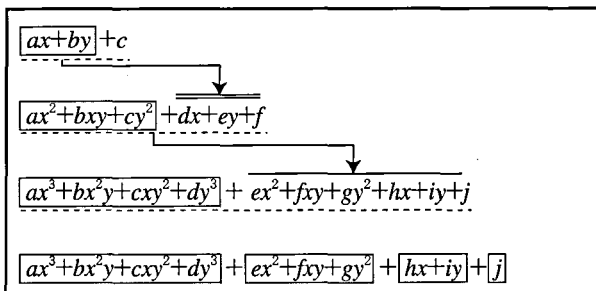 ax+by +c
ax²+bxy+cy² +dx+ey+f
ax³+bx²y+cxy²+dy³ + ex²+fxy+gy²+hx+iy+j
ax³+bx²y+cxy²+dy³ + ex²+fxy+gy² + hx+iy + j